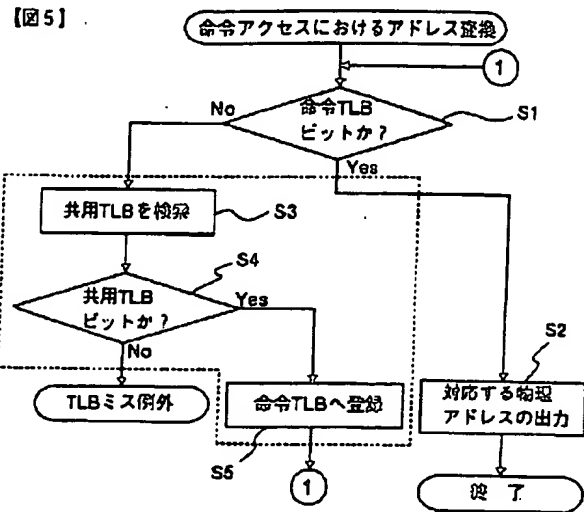 【図5】
命令アクセスにおけるアドレス変換
1
命令TLB
ヒットか？
S1
No
Yes
共用TLBを検索
S3
共用TLB
ヒットか？
S4
Yes
No
TLBミス例外
命令TLBへ登録
S5
1
S2
対応する物理
アドレスの出力
終了